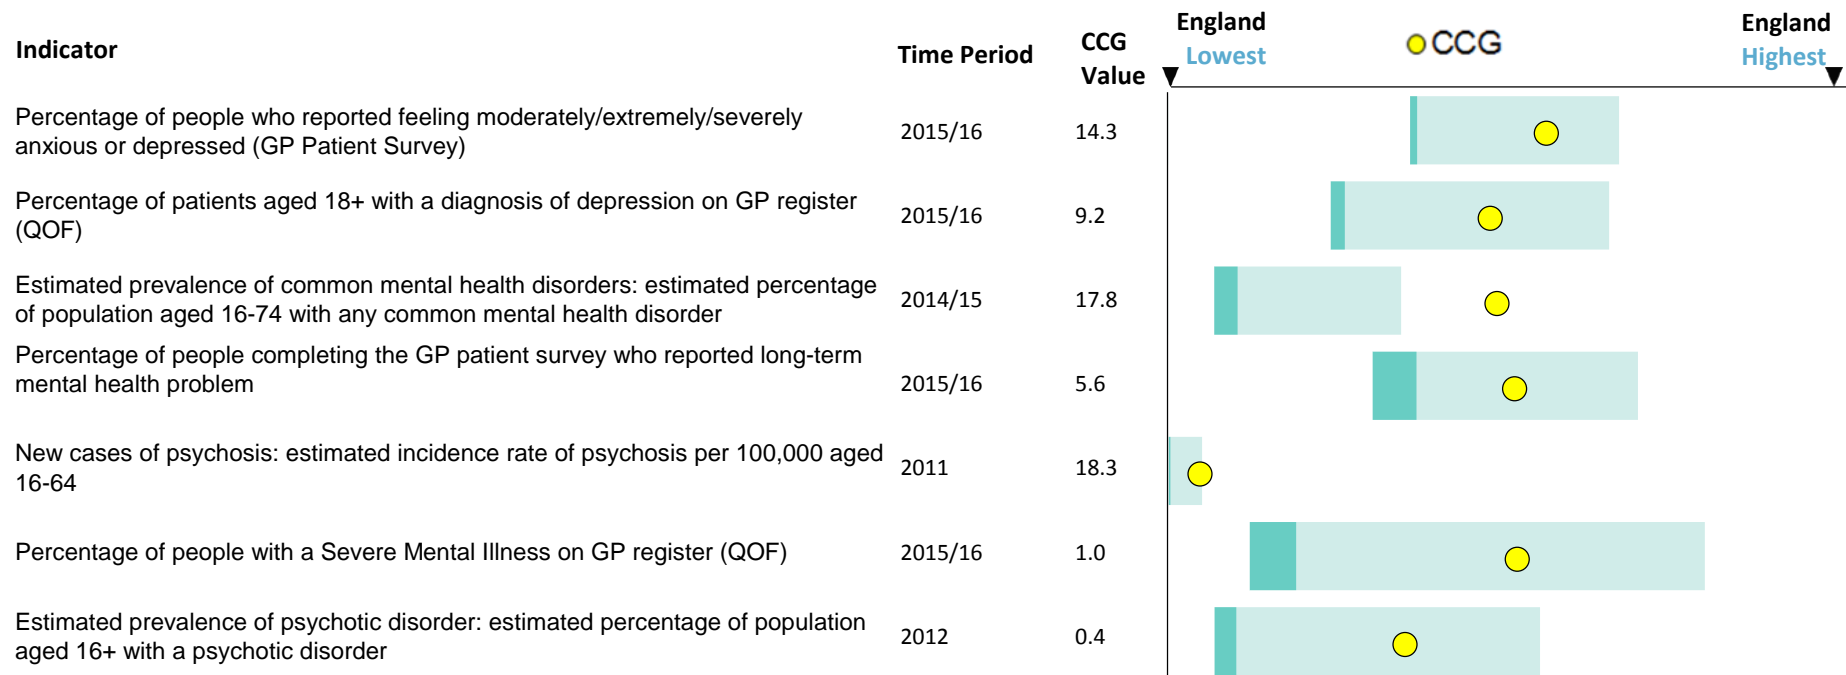 Indicator
Time Period
CCG
Value
England
Lowest
CCG
England
Highest
Percentage of people who reported feeling moderately/extremely/severely
anxious or depressed (GP Patient Survey)
2015/16
14.3
Percentage of patients aged 18+ with a diagnosis of depression on GP register
(QOF)
2015/16
9.2
Estimated prevalence of common mental health disorders: estimated percentage
of population aged 16-74 with any common mental health disorder
2014/15
17.8
Percentage of people completing the GP patient survey who reported long-term
mental health problem
2015/16
5.6
New cases of psychosis: estimated incidence rate of psychosis per 100,000 aged
16-64
2011
18.3
Percentage of people with a Severe Mental Illness on GP register (QOF)
2015/16
1.0
Estimated prevalence of psychotic disorder: estimated percentage of population
aged 16+ with a psychotic disorder
2012
0.4